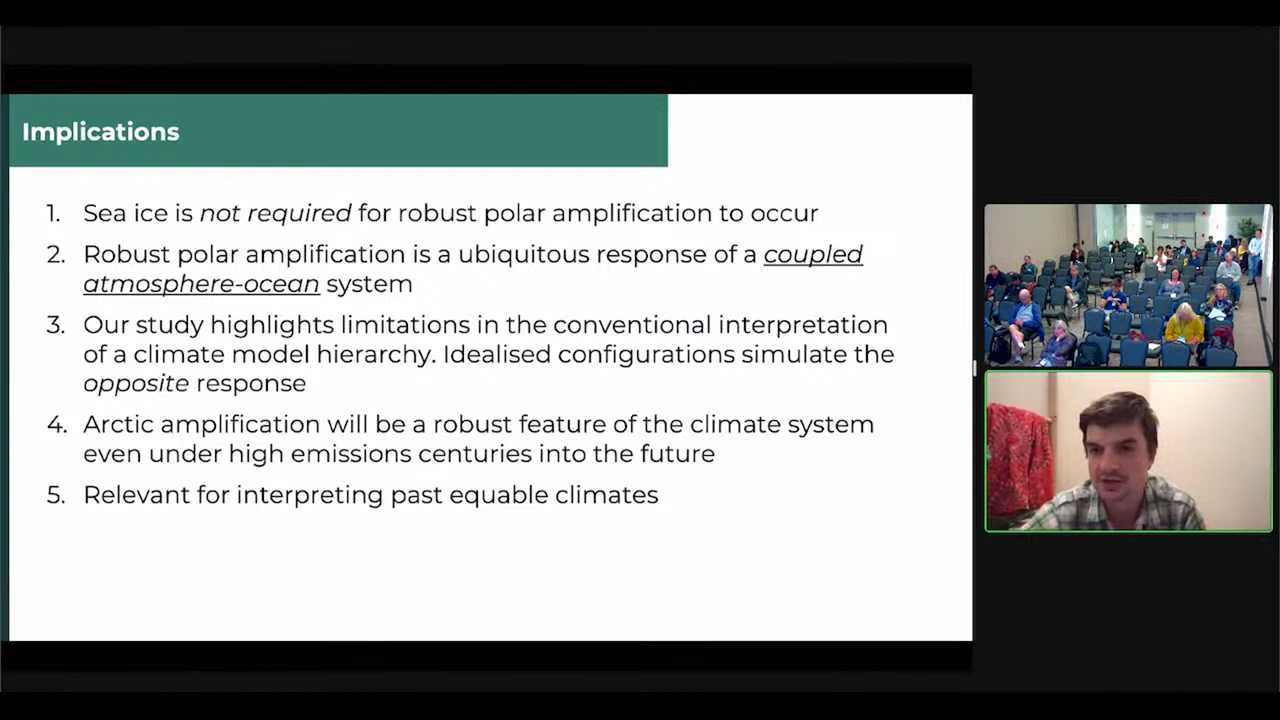 Implications
1. Sea ice is not required for robust polar amplification to occur
2. Robust polar amplification is a ubiquitous response of a coupled
atmosphere-ocean system
3. Our study highlights limitations in the conventional interpretation
of a climate model hierarchy. Idealised configurations simulate the
opposite response
4. Arctic amplification will be a robust feature of the climate system
even under high emissions centuries into the future
5. Relevant for interpreting past equable climates